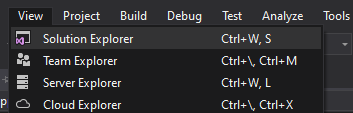 View Project Build Debug Test Analyze Tools
Solution Explorer Ctrl+W, S
Team Explorer Ctrl+\, Ctrl+M
Server Explorer Ctrl+W, L
Cloud Explorer Ctrl+\, Ctrl+X